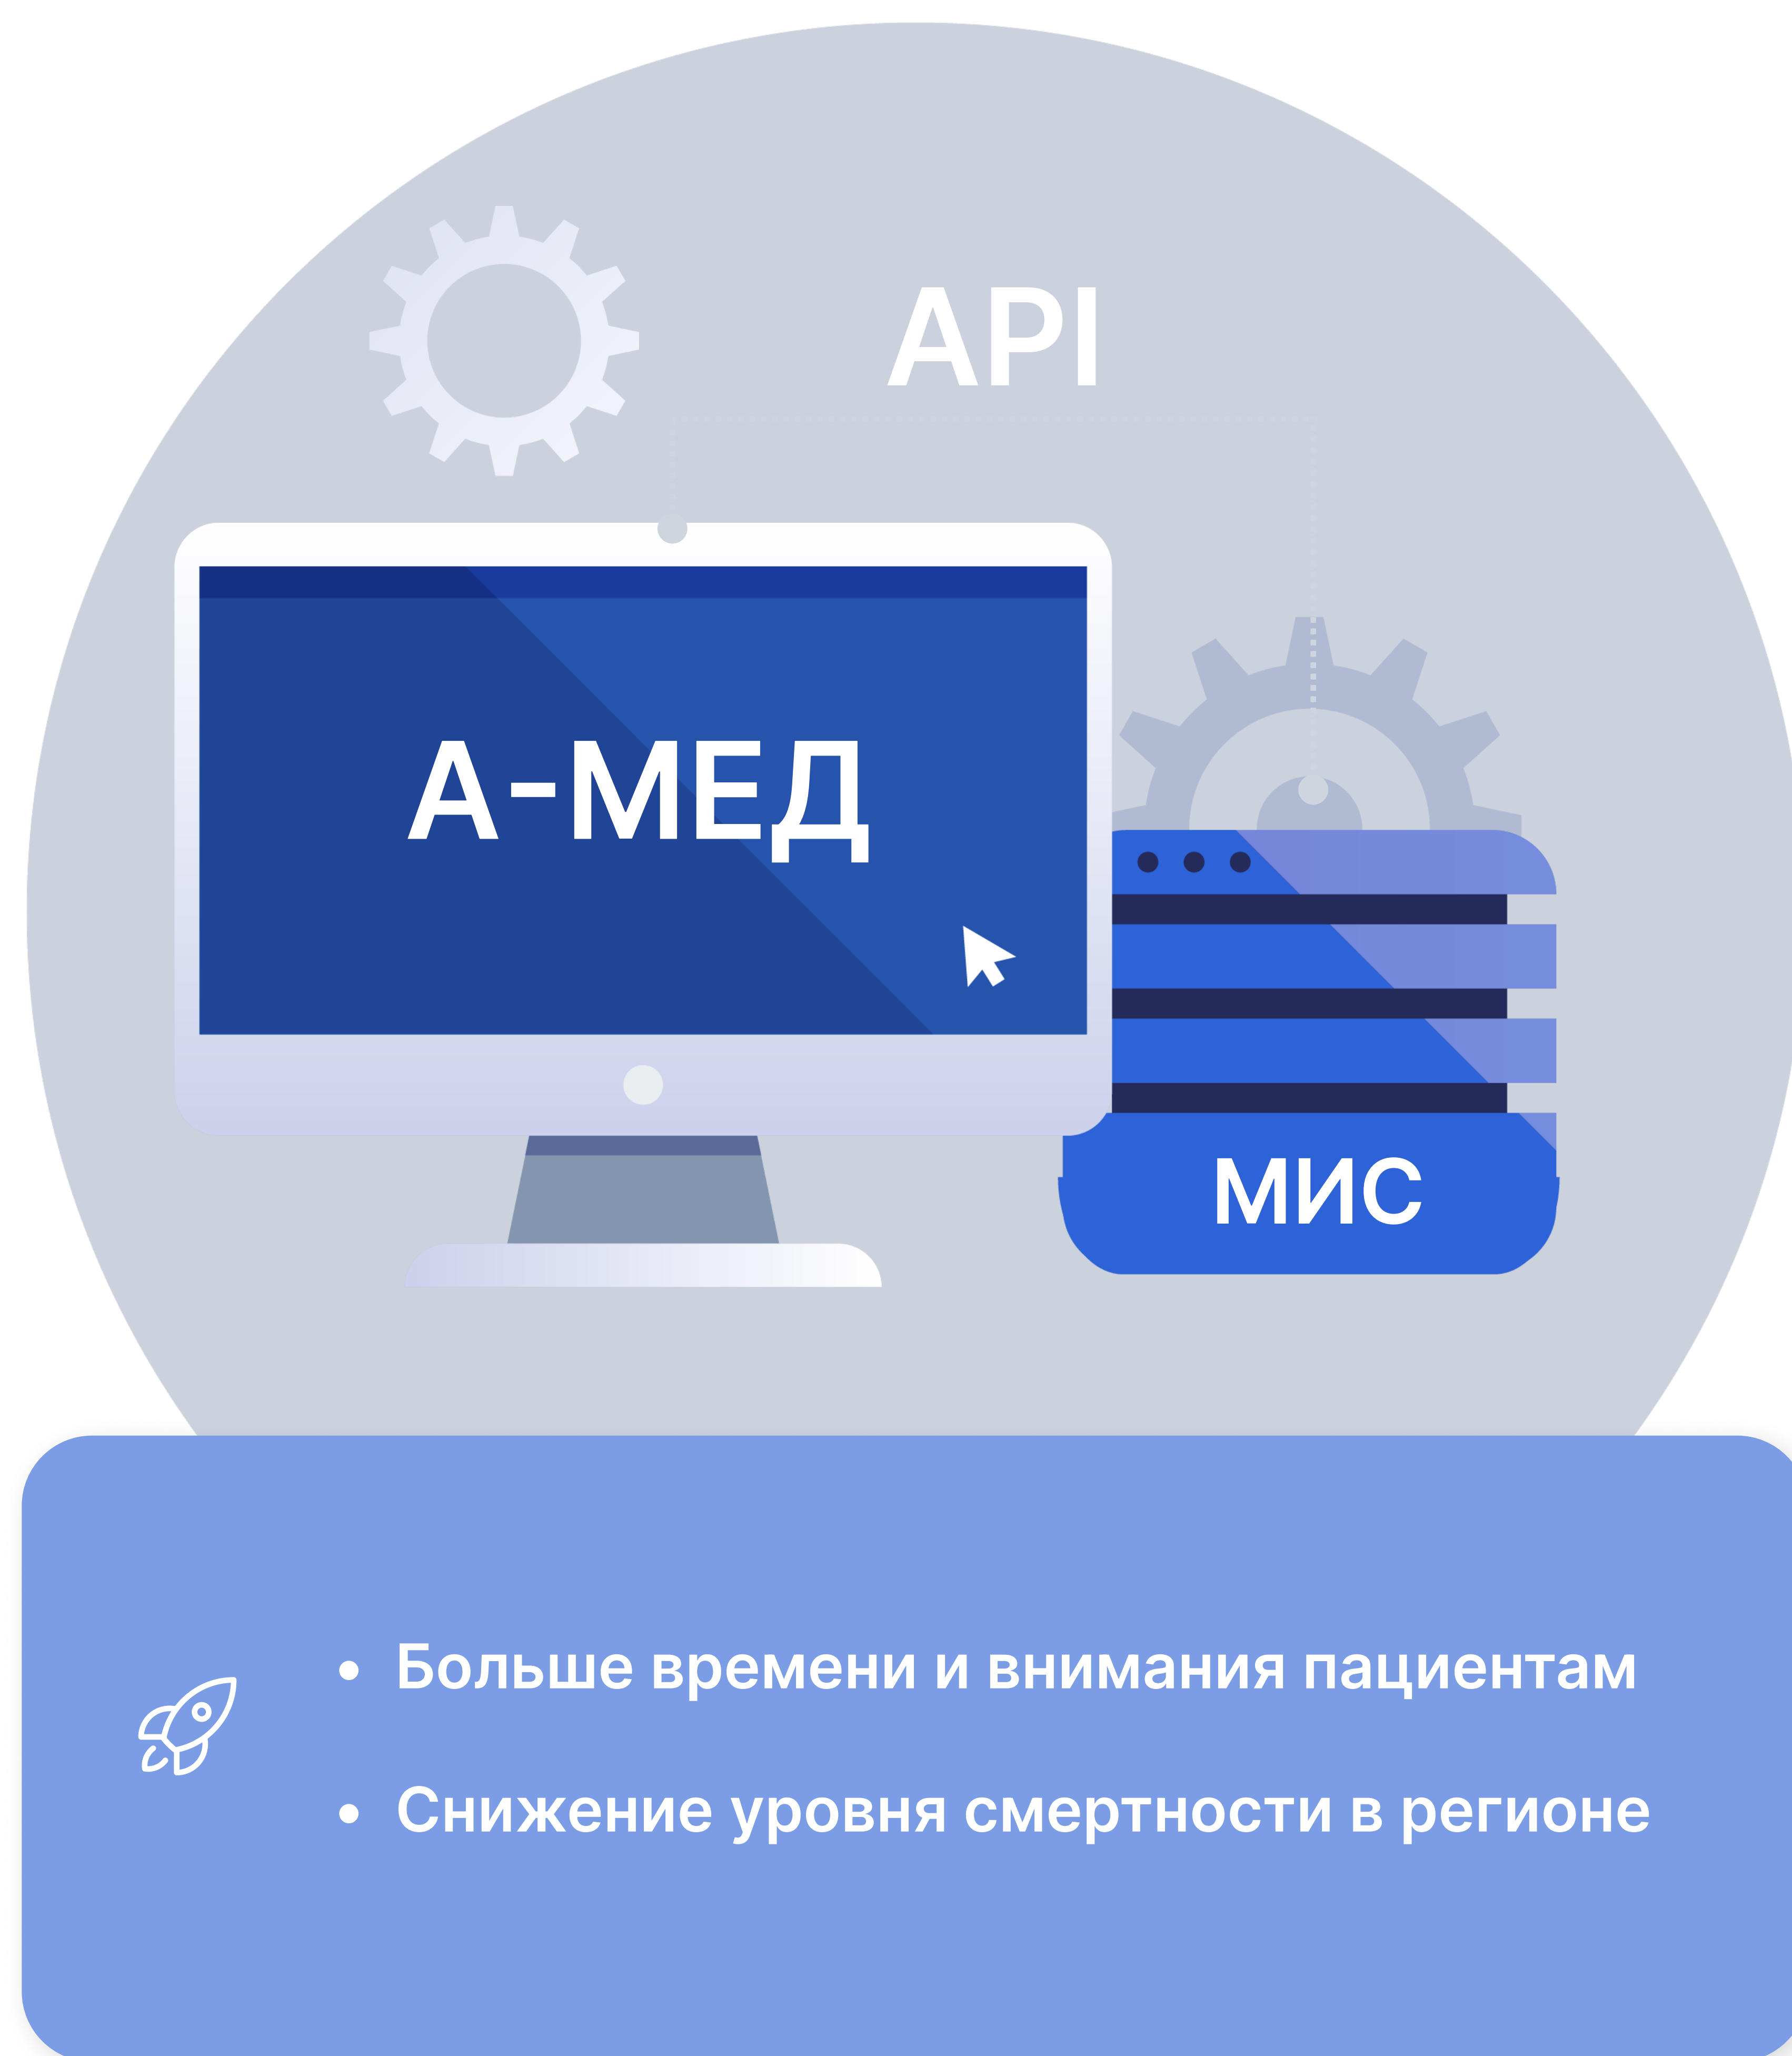 API
А-МЕД
МИС
• Больше времени и внимания пациентам
• Снижение уровня смертности в регионе